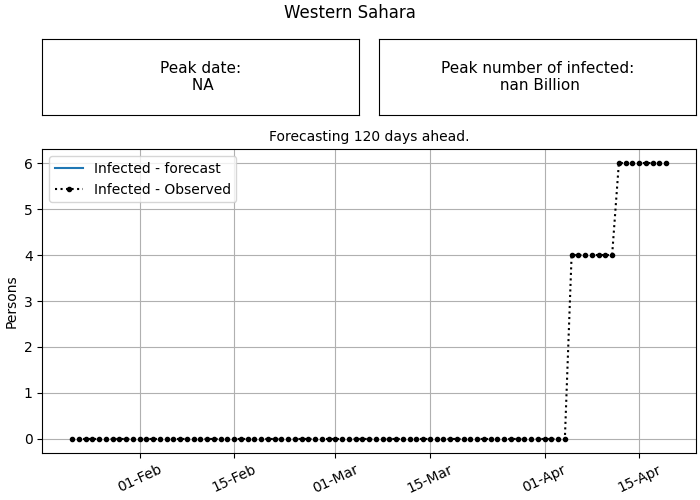 Western Sahara
Peak date:
NA
Peak number of infected:
nan Billion
Forecasting 120 days ahead.
Infected - forecast
Infected - Observed
Persons
6
5
4
3
2
1
0
01-Feb
15-Feb
01-Mar
15-Mar
01-Apr
15-Apr